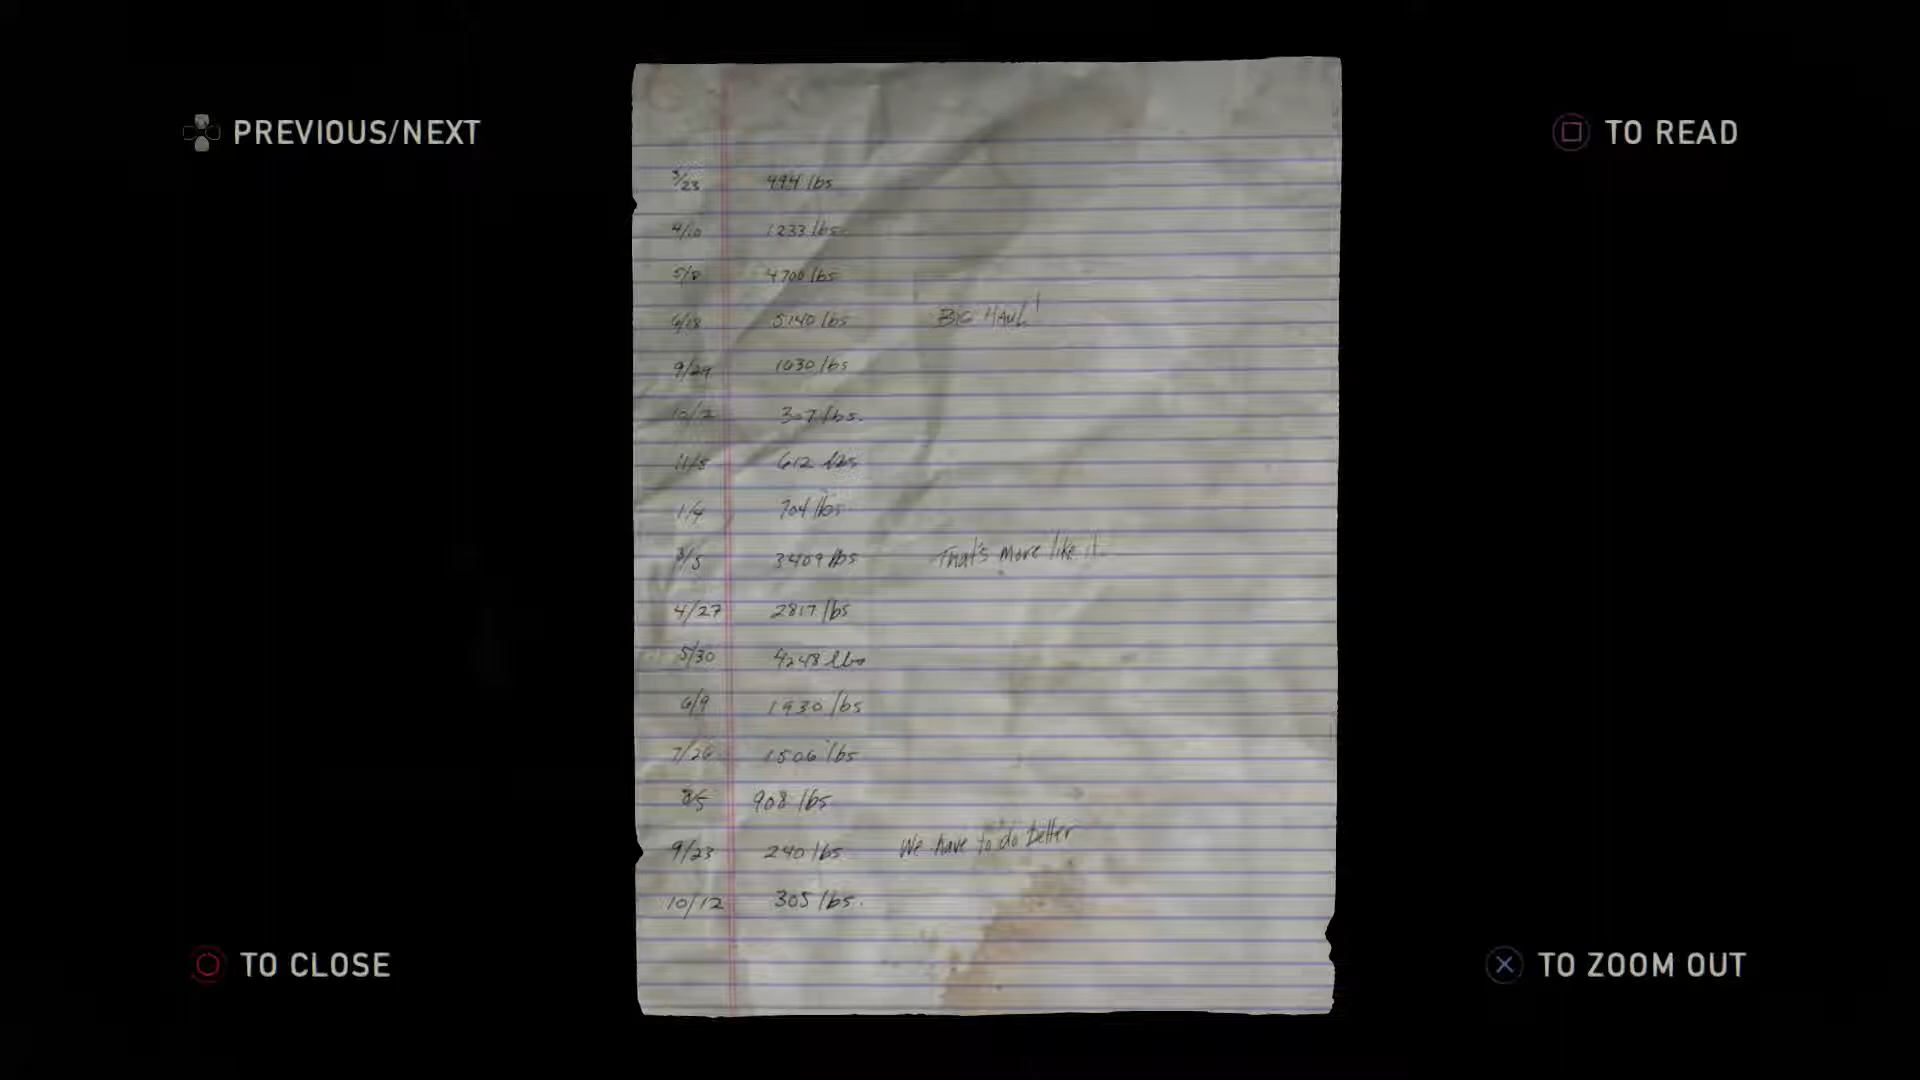 PREVIOUS/NEXT
TO READ
3/23 494 lbs
4/10 1233 lbs
5/8 4700 lbs
6/18 5140 lbs BIG HAUL!
9/29 1030 lbs
10/2 307 lbs.
11/5 612 lbs
1/4 704 lbs
3/5 3409 lbs That's more like it.
4/27 2817 lbs
5/30 4248 lbs
6/9 1930 lbs
7/26 1506 lbs
8/5 908 lbs
9/23 240 lbs We have to do better
10/12 305 lbs.
TO CLOSE
TO ZOOM OUT